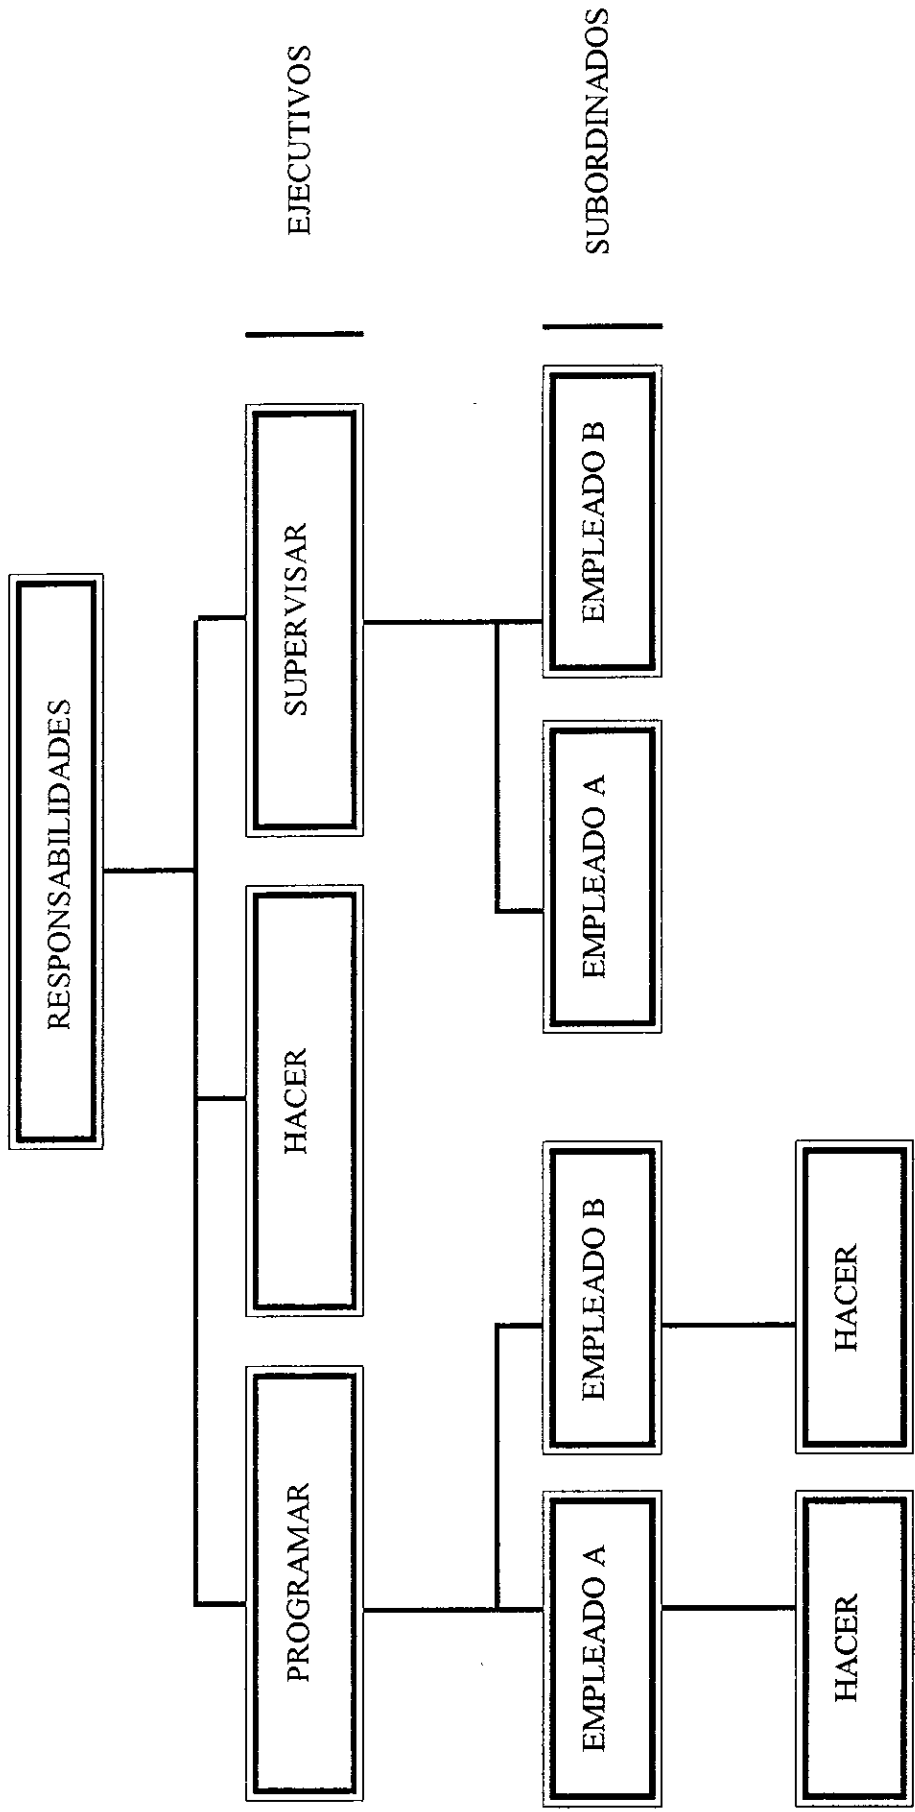 RESPONSABILIDADES
PROGRAMAR
HACER
SUPERVISAR
EJECUTIVOS
EMPLEADO A
EMPLEADO B
EMPLEADO A
EMPLEADO B
SUBORDINADOS
HACER
HACER